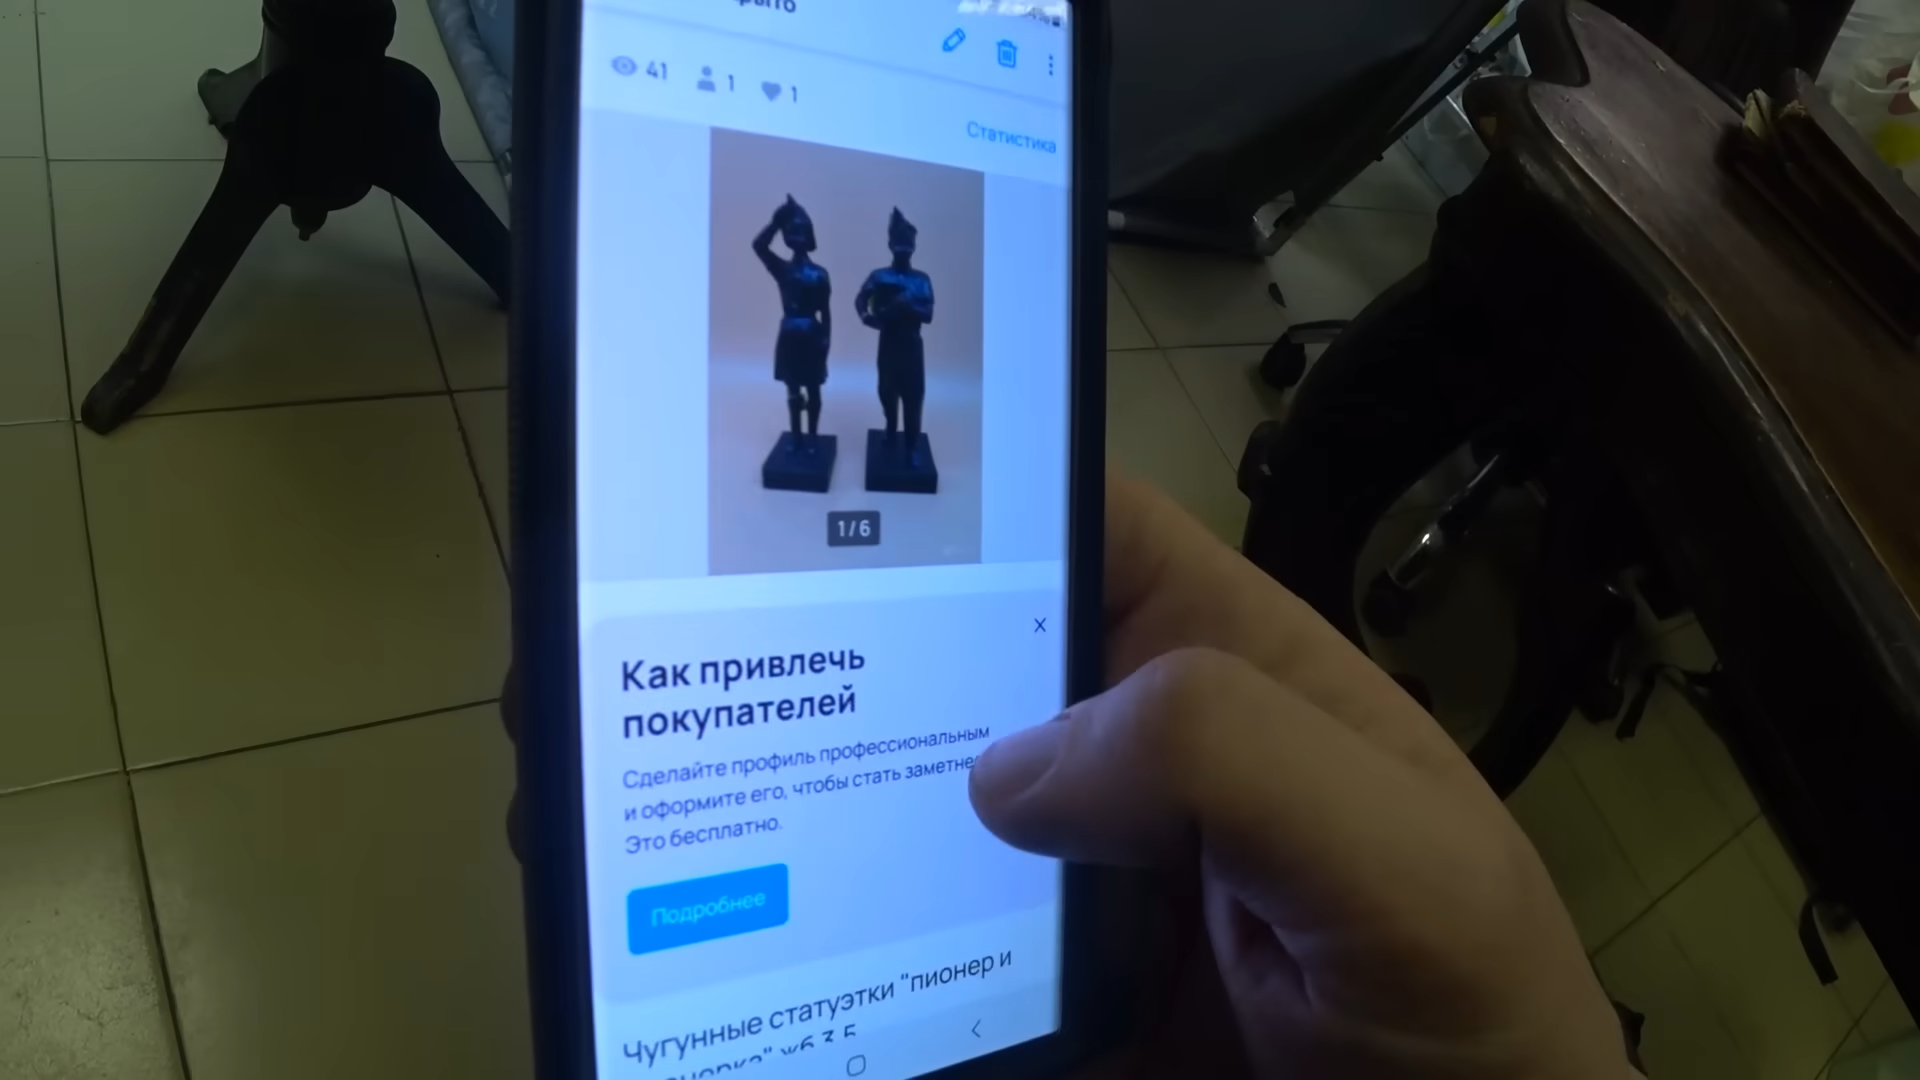 41 1 1
Статистика
1/6
Как привлечь
покупателей
Сделайте профиль профессиональным
и оформите его, чтобы стать
Это бесплатно.
Подробнее
Чугунные статуэтки "пионер и